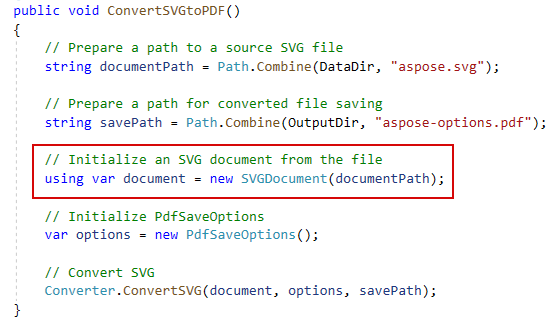 public void ConvertSVGtoPDF()
{
// Prepare a path to a source SVG file
string documentPath = Path.Combine(DataDir, "aspose.svg");
// Prepare a path for converted file saving
string savePath = Path.Combine(OutputDir, "aspose-options.pdf");
// Initialize an SVG document from the file
using var document = new SVGDocument(documentPath);
// Initialize PdfSaveOptions
var options = new PdfSaveOptions();
// Convert SVG
Converter.ConvertSVG(document, options, savePath);
}